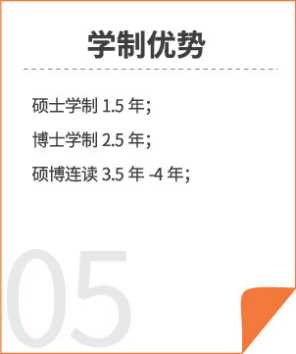 学制优势
硕士学制 1.5 年；
博士学制 2.5 年；
硕博连读 3.5 年 -4 年；
05